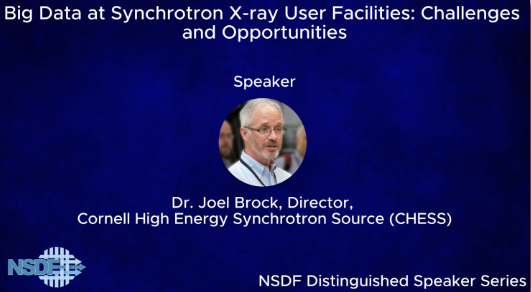 Big Data at Synchrotron X-ray User Facilities: Challenges
and Opportunities
Speaker
Dr. Joel Brock, Director,
Cornell High Energy Synchrotron Source (CHESS)
NSDF
NSDF Distinguished Speaker Series